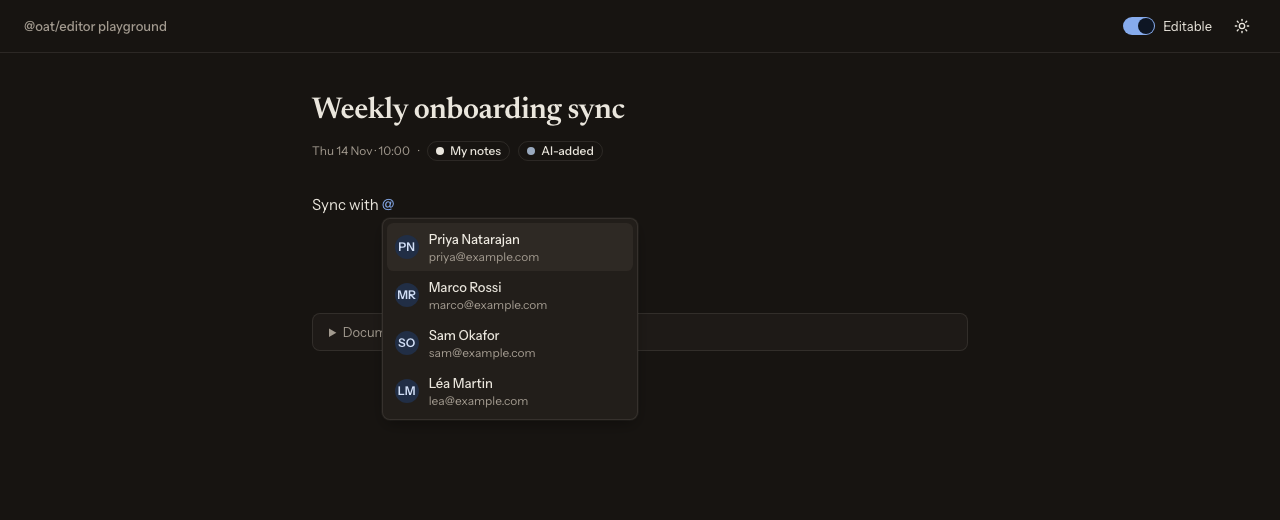 @oat/editor playground
Editable
Weekly onboarding sync
Thu 14 Nov · 10:00 · My notes AI-added
Sync with @
PN Priya Natarajan
priya@example.com
MR Marco Rossi
marco@example.com
Docum
SO Sam Okafor
sam@example.com
LM Léa Martin
lea@example.com